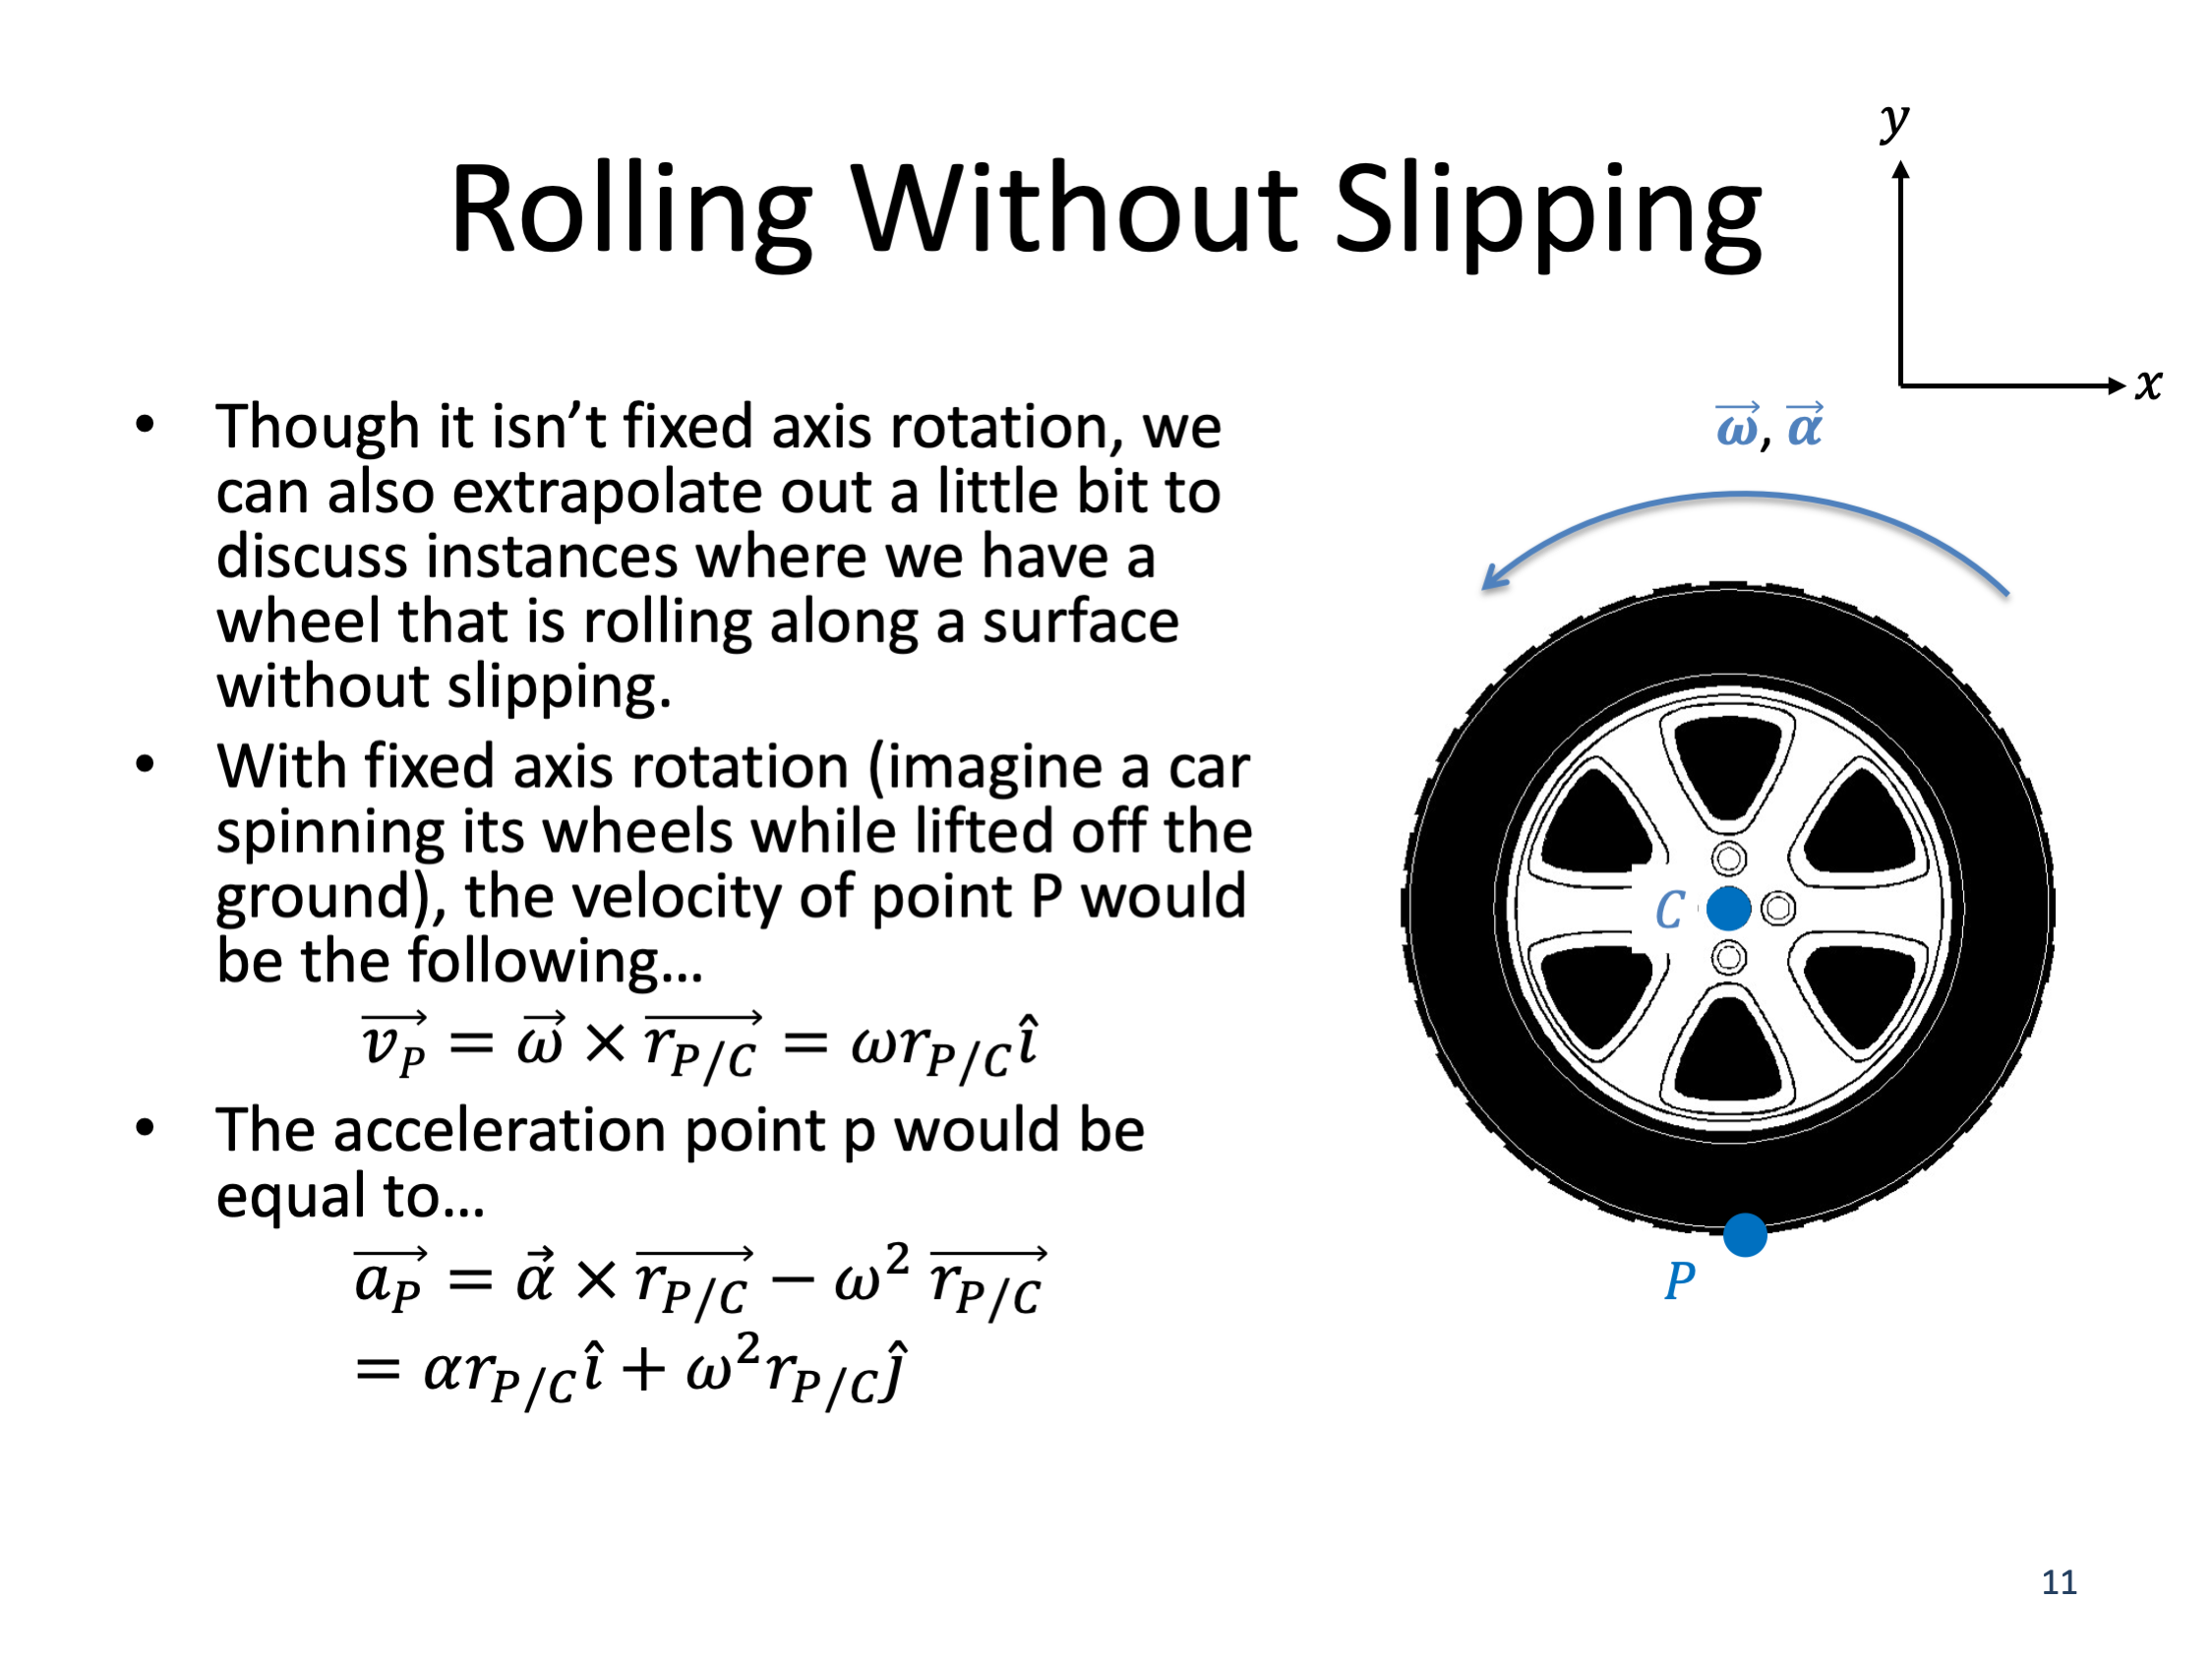 Rolling Without Slipping
y
x
• Though it isn’t fixed axis rotation, we
can also extrapolate out a little bit to
discuss instances where we have a
wheel that is rolling along a surface
without slipping.
• With fixed axis rotation (imagine a car
spinning its wheels while lifted off the
ground), the velocity of point P would
be the following…
$\overrightarrow{v_P} = \vec{\omega} \times \overrightarrow{r_{P/C}} = \omega r_{P/C} \hat{\imath}$
• The acceleration point p would be
equal to…
$\overrightarrow{a_P} = \vec{\alpha} \times \overrightarrow{r_{P/C}} - \omega^2 \overrightarrow{r_{P/C}}$
$= \alpha r_{P/C} \hat{\imath} + \omega^2 r_{P/C} \hat{\jmath}$
$\vec{\omega}, \vec{\alpha}$
C
P
11